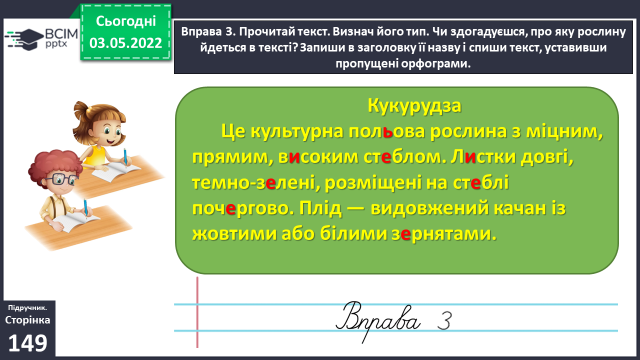 ВСІМ
pptx
Сьогодні
03.05.2022
Вправа 3. Прочитай текст. Визнач його тип. Чи здогадуєшся, про яку рослину
йдеться в тексті? Запиши в заголовку її назву і спиши текст, уставивши
пропущені орфограми.
Кукурудза
Це культурна польова рослина з міцним,
прямим, високим стеблом. Листки довгі,
темно-зелені, розміщені на стеблі
почергово. Плід — видовжений качан із
жовтими або білими зернятами.
Підручник.
Сторінка
149
Вправа 3